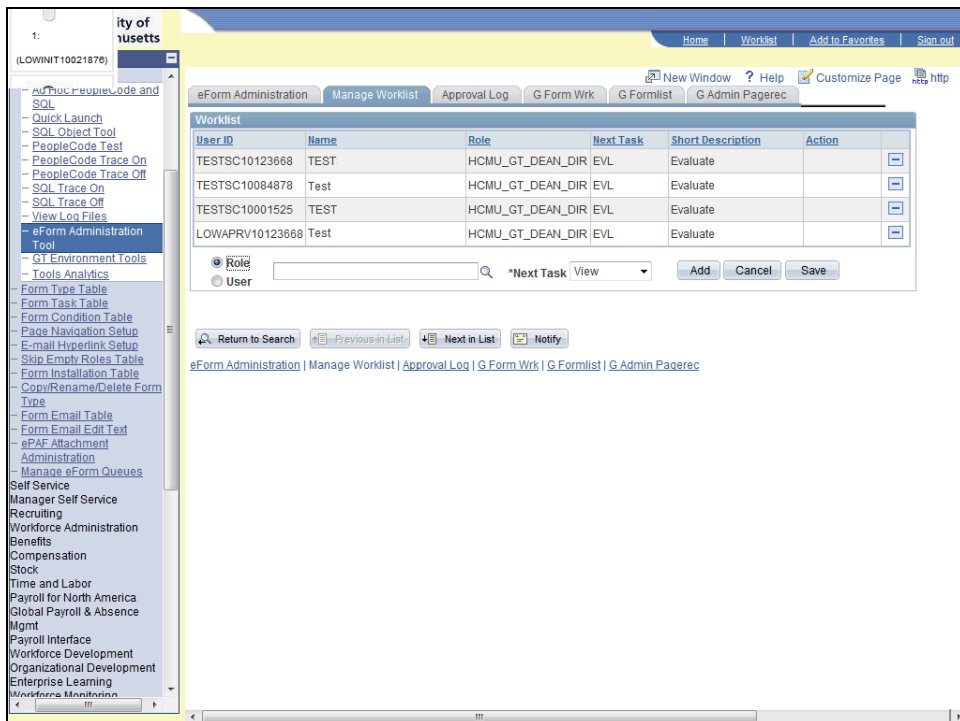 ity of
1:
husetts
(LOWINIT10021876)
Home | Worklist | Add to Favorites | Sign out
New Window ? Help Customize Page http
Ad Hoc PeopleCode and
SQL
Quick Launch
SQL Object Tool
PeopleCode Test
PeopleCode Trace On
PeopleCode Trace Off
SQL Trace On
SQL Trace Off
View Log Files
eForm Administration
Tool
GT Environment Tools
Tools Analytics
Form Type Table
Form Task Table
Form Condition Table
Page Navigation Setup
E-mail Hyperlink Setup
Skip Empty Roles Table
Form Installation Table
Copy/Rename/Delete Form
Type
Form Email Table
Form Email Edit Text
ePAF Attachment
Administration
Manage eForm Queues
Self Service
Manager Self Service
Recruiting
Workforce Administration
Benefits
Compensation
Stock
Time and Labor
Payroll for North America
Global Payroll & Absence
Mgmt
Payroll Interface
Workforce Development
Organizational Development
Enterprise Learning
Workforce Monitoring
eForm Administration Manage Worklist Approval Log G Form Wrk G Formlist G Admin Pagerec
Worklist
User ID Name Role Next Task Short Description Action
TESTSC10123668 TEST HCMU_GT_DEAN_DIR EVL Evaluate
TESTSC10084878 Test HCMU_GT_DEAN_DIR EVL Evaluate
TESTSC10001525 TEST HCMU_GT_DEAN_DIR EVL Evaluate
LOWAPRV10123668 Test HCMU_GT_DEAN_DIR EVL Evaluate
Role
User
*Next Task View Add Cancel Save
Return to Search Previous in List Next in List Notify
eForm Administration | Manage Worklist | Approval Log | G Form Wrk | G Formlist | G Admin Pagerec